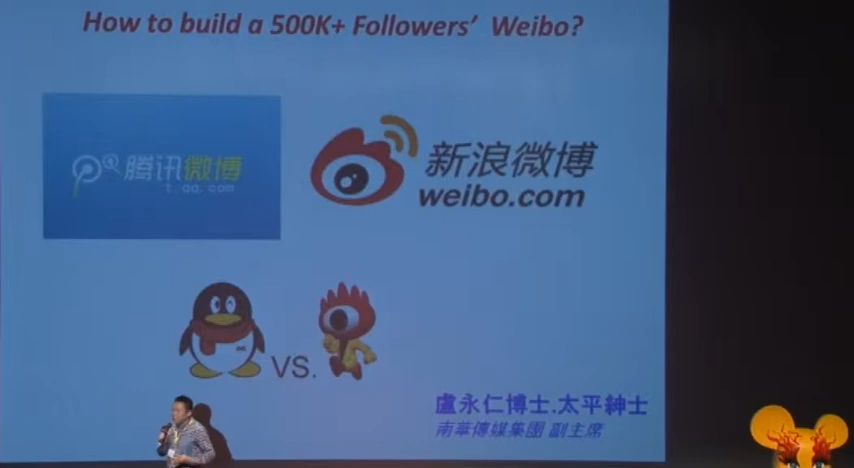 How to build a 500K+ Followers' Weibo?
腾讯微博
t.qq.com
新浪微博
weibo.com
VS.
盧永仁博士.太平紳士
南華傳媒集團 副主席